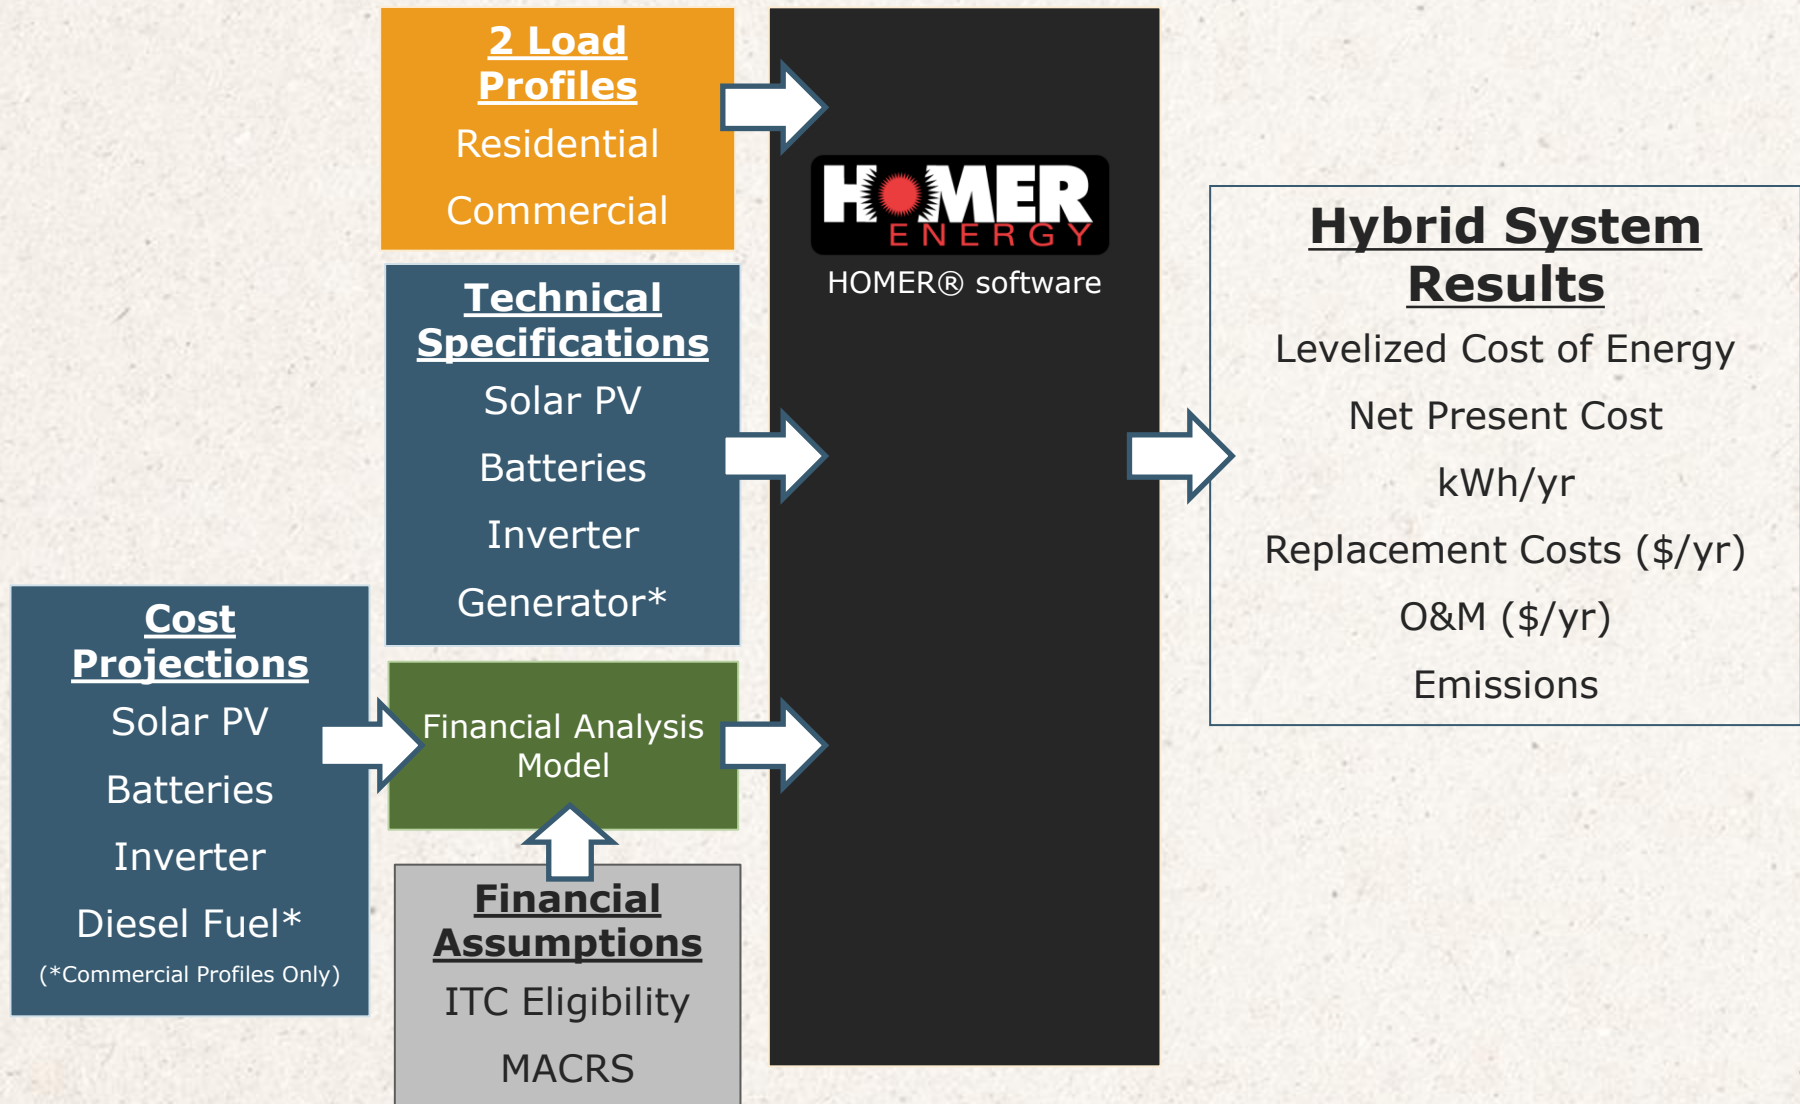 2 Load
Profiles
Residential
Commercial
Technical
Specifications
Solar PV
Batteries
Inverter
Generator*
Cost
Projections
Solar PV
Batteries
Inverter
Diesel Fuel*
(*Commercial Profiles Only)
Financial Analysis
Model
Financial
Assumptions
ITC Eligibility
MACRS
HOMER
ENERGY
HOMER® software
Hybrid System
Results
Levelized Cost of Energy
Net Present Cost
kWh/yr
Replacement Costs ($/yr)
O&M ($/yr)
Emissions